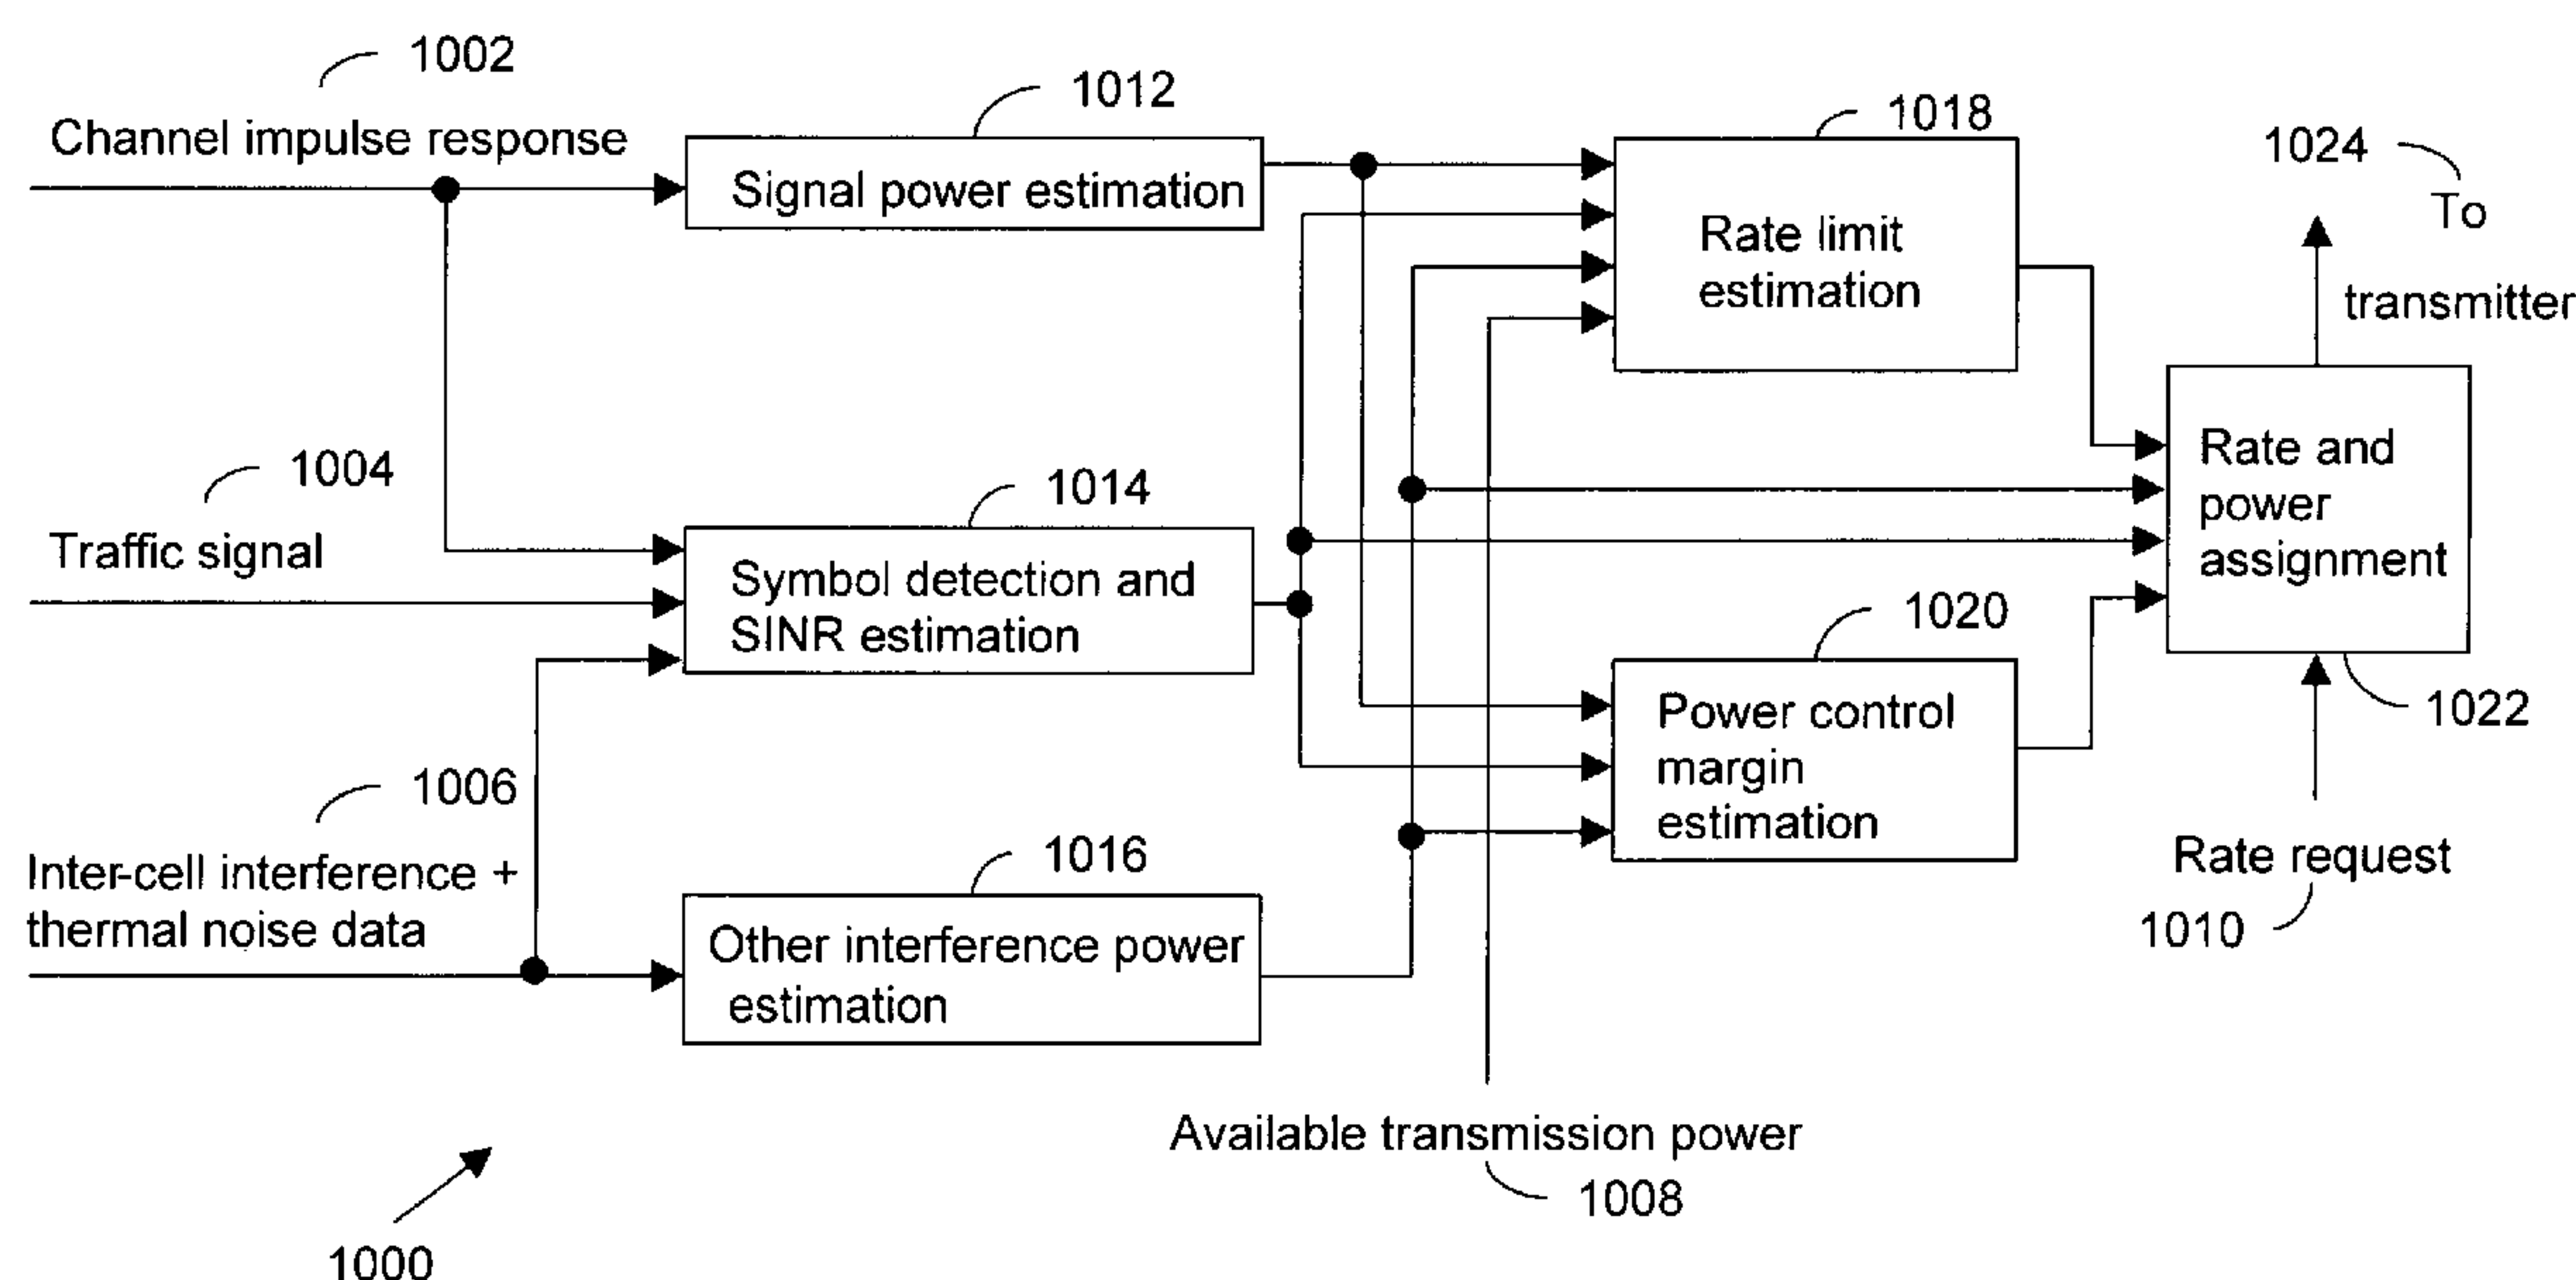 1002
Channel impulse response
1012
Signal power estimation
1018
Rate limit
estimation
1024
To
transmitter
1004
Traffic signal
1014
Symbol detection and
SINR estimation
Rate and
power
assignment
1022
1020
Power control
margin
estimation
1006
Inter-cell interference +
thermal noise data
1016
Other interference power
estimation
Rate request
1010
Available transmission power
1008
1000